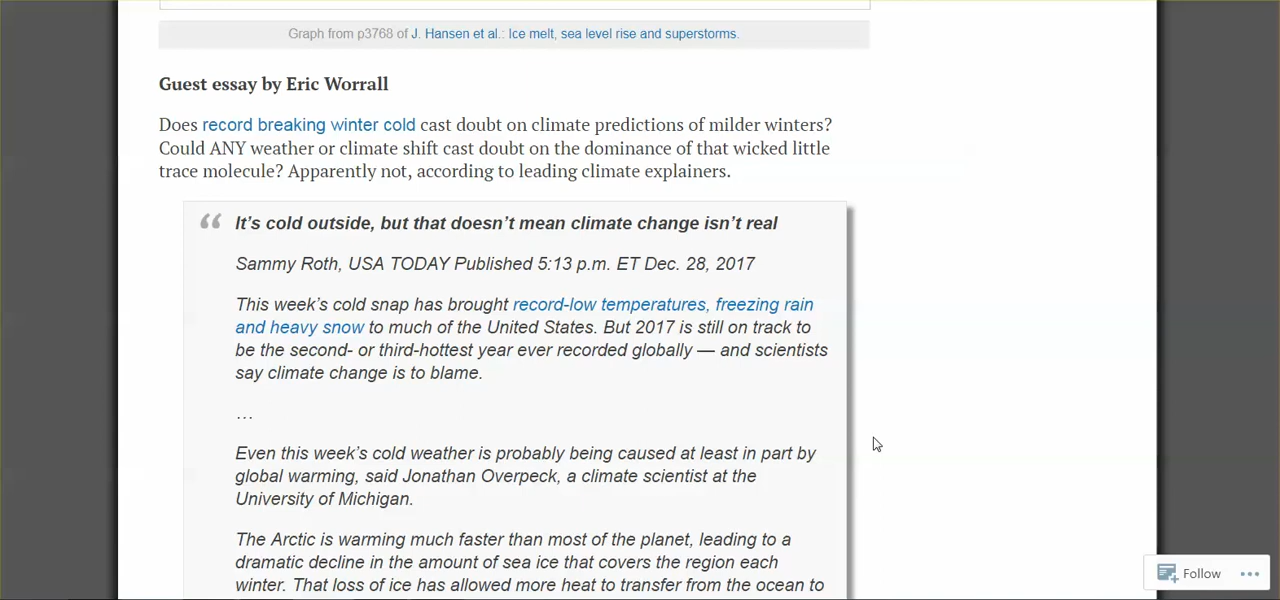 Graph from p3768 of J. Hansen et al.: Ice melt, sea level rise and superstorms.
Guest essay by Eric Worrall
Does record breaking winter cold cast doubt on climate predictions of milder winters?
Could ANY weather or climate shift cast doubt on the dominance of that wicked little
trace molecule? Apparently not, according to leading climate explainers.
“ It’s cold outside, but that doesn’t mean climate change isn’t real
Sammy Roth, USA TODAY Published 5:13 p.m. ET Dec. 28, 2017
This week’s cold snap has brought record-low temperatures, freezing rain
and heavy snow to much of the United States. But 2017 is still on track to
be the second- or third-hottest year ever recorded globally — and scientists
say climate change is to blame.
…
Even this week’s cold weather is probably being caused at least in part by
global warming, said Jonathan Overpeck, a climate scientist at the
University of Michigan.
The Arctic is warming much faster than most of the planet, leading to a
dramatic decline in the amount of sea ice that covers the region each
winter. That loss of ice has allowed more heat to transfer from the ocean to
Follow